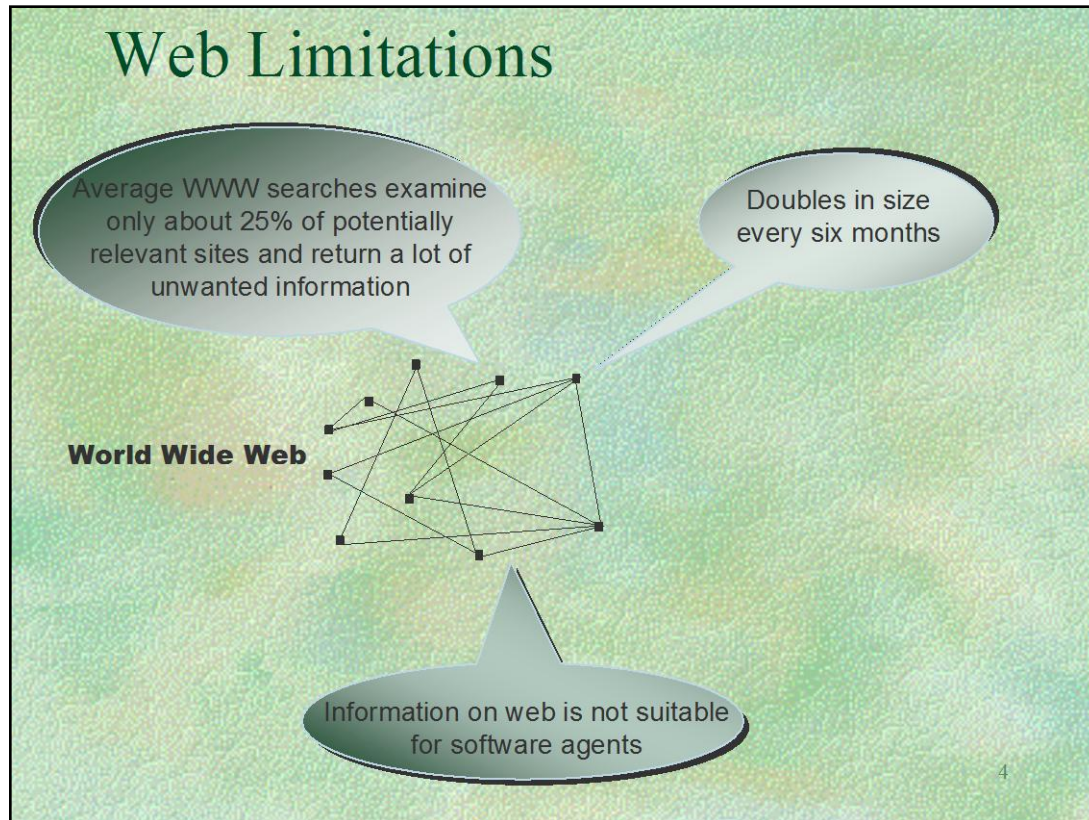 Web Limitations
Average WWW searches examine
only about 25% of potentially
relevant sites and return a lot of
unwanted information
Doubles in size
every six months
World Wide Web
Information on web is not suitable
for software agents
4